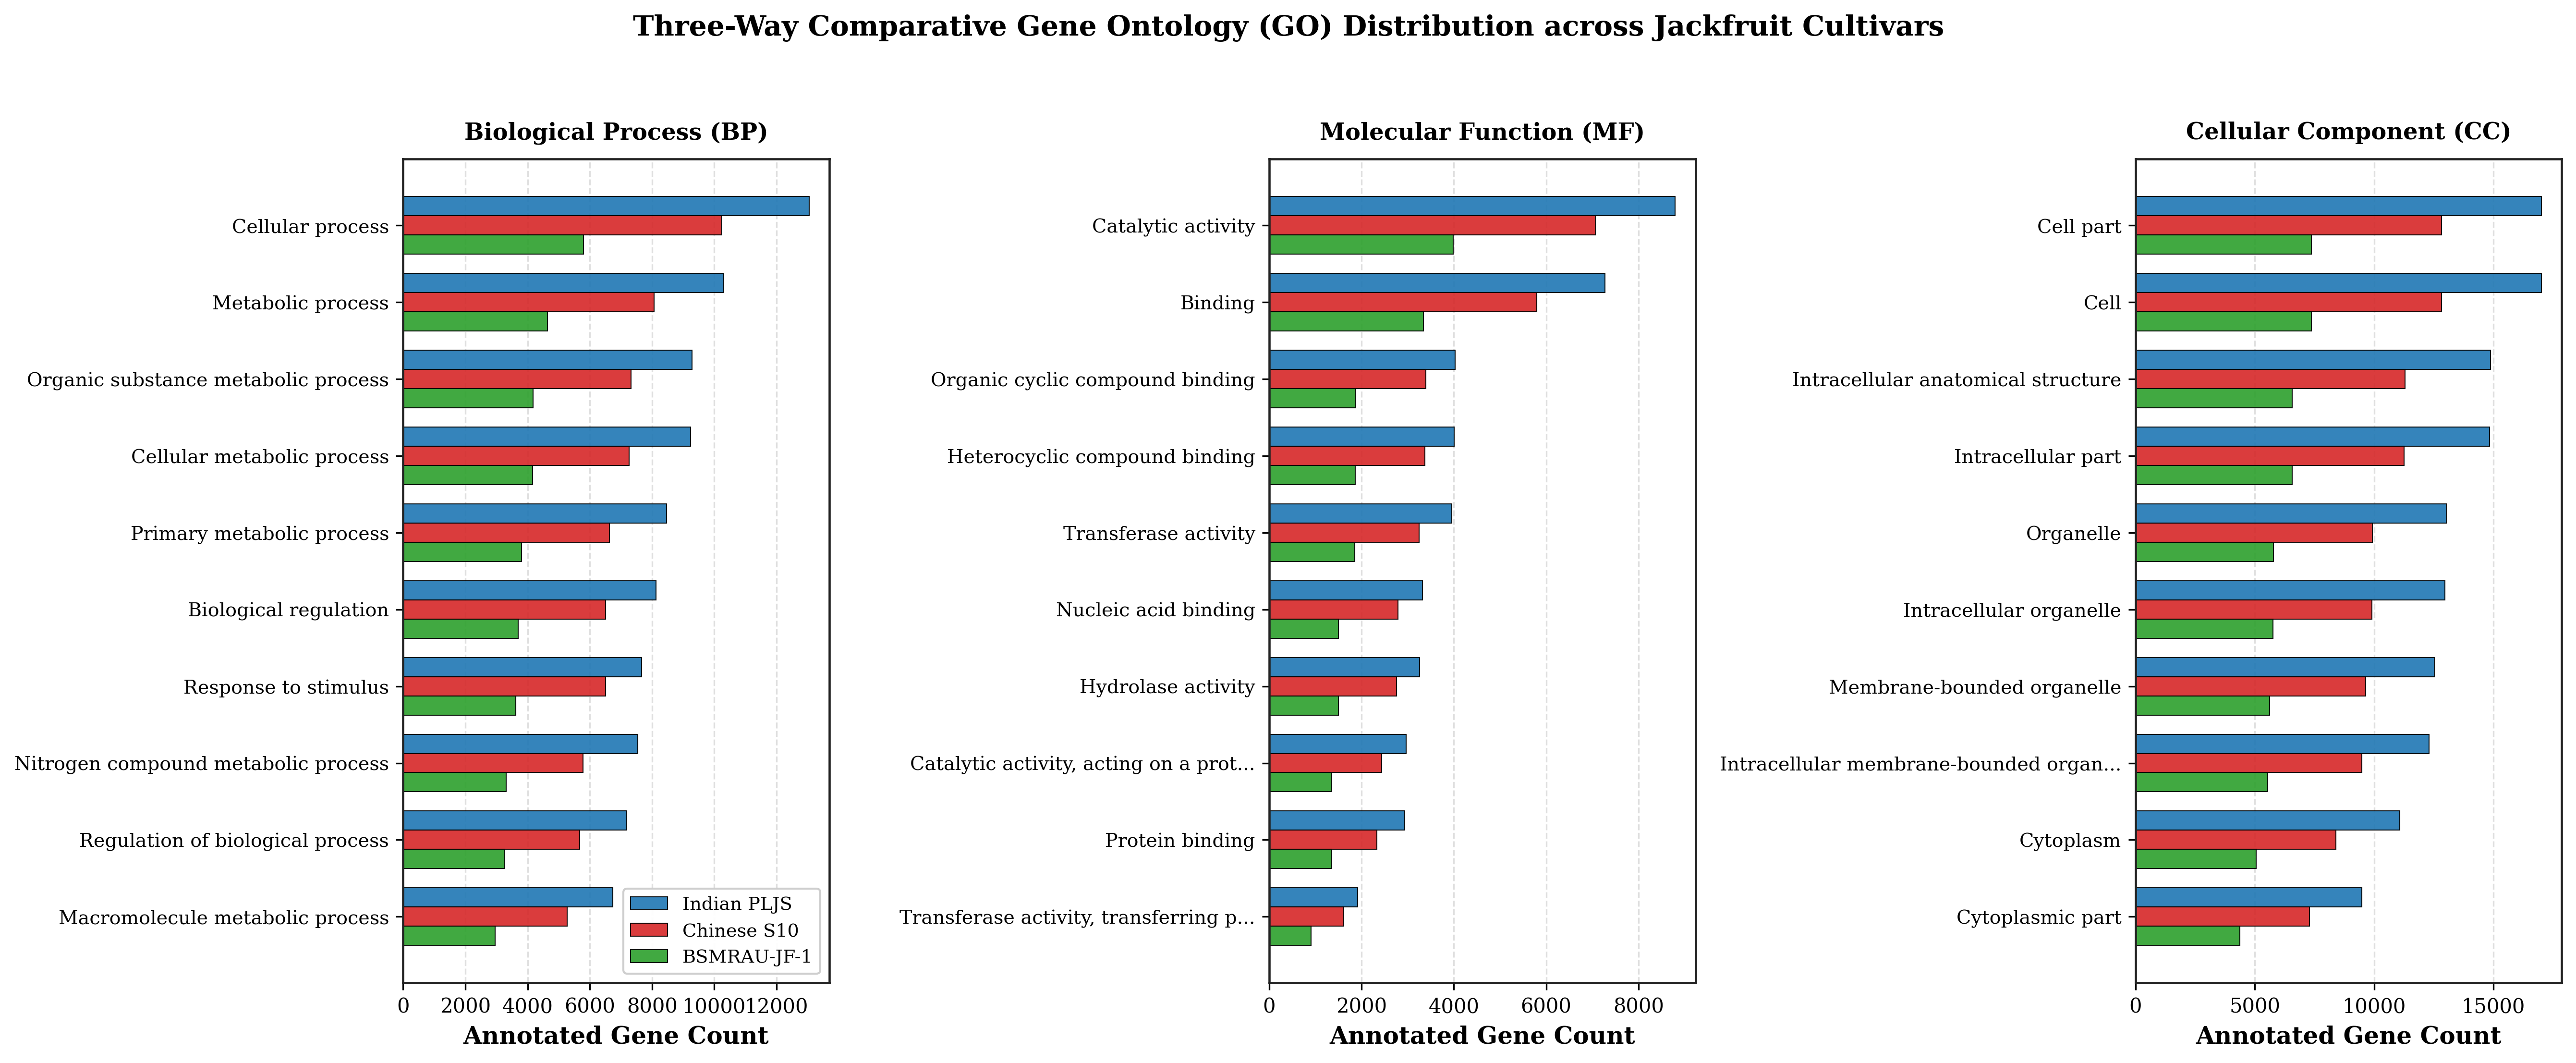 Three-Way Comparative Gene Ontology (GO) Distribution across Jackfruit Cultivars
Biological Process (BP)
Cellular process
Metabolic process
Organic substance metabolic process
Cellular metabolic process
Primary metabolic process
Biological regulation
Response to stimulus
Nitrogen compound metabolic process
Regulation of biological process
Macromolecule metabolic process
Indian PLJS
Chinese S10
BSMRAU-JF-1
0 2000 4000 6000 8000 10000 12000
Annotated Gene Count
Molecular Function (MF)
Catalytic activity
Binding
Organic cyclic compound binding
Heterocyclic compound binding
Transferase activity
Nucleic acid binding
Hydrolase activity
Catalytic activity, acting on a prot...
Protein binding
Transferase activity, transferring p...
0 2000 4000 6000 8000
Annotated Gene Count
Cellular Component (CC)
Cell part
Cell
Intracellular anatomical structure
Intracellular part
Organelle
Intracellular organelle
Membrane-bounded organelle
Intracellular membrane-bounded organ...
Cytoplasm
Cytoplasmic part
0 5000 10000 15000
Annotated Gene Count